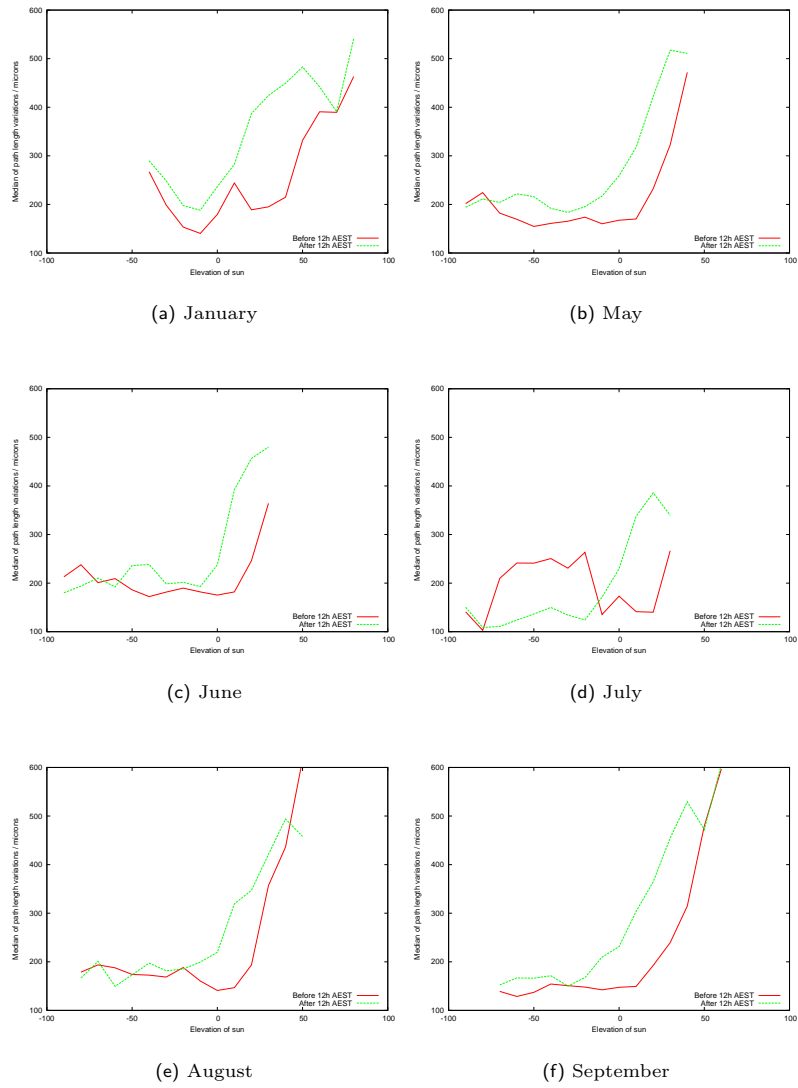 600
500
400
300
200
100
-100 -50 0 50 100
Median of path length variations / microns
Elevation of sun
Before 12h AEST
After 12h AEST
(a) January
600
500
400
300
200
100
-100 -50 0 50 100
Median of path length variations / microns
Elevation of sun
Before 12h AEST
After 12h AEST
(b) May
600
500
400
300
200
100
-100 -50 0 50 100
Median of path length variations / microns
Elevation of sun
Before 12h AEST
After 12h AEST
(c) June
600
500
400
300
200
100
-100 -50 0 50 100
Median of path length variations / microns
Elevation of sun
Before 12h AEST
After 12h AEST
(d) July
600
500
400
300
200
100
-100 -50 0 50 100
Median of path length variations / microns
Elevation of sun
Before 12h AEST
After 12h AEST
(e) August
600
500
400
300
200
100
-100 -50 0 50 100
Median of path length variations / microns
Elevation of sun
Before 12h AEST
After 12h AEST
(f) September